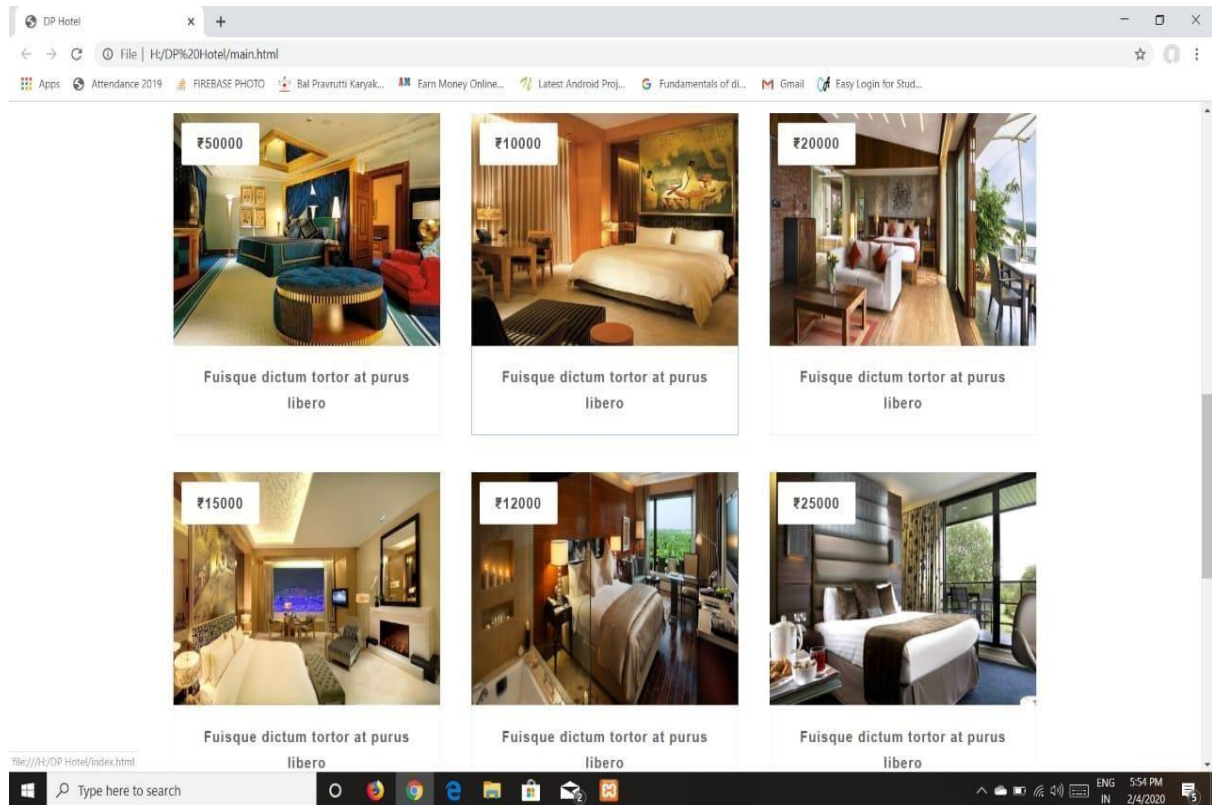 DP Hotel
File | H:/DP%20Hotel/main.html
Apps Attendance 2019 FIREBASE PHOTO Bal Pravrutti Karyak... Earn Money Online... Latest Android Proj... Fundamentals of di... Gmail Easy Login for Stud...
₹50000 ₹10000 ₹20000
Fuisque dictum tortor at purus
libero
Fuisque dictum tortor at purus
libero
Fuisque dictum tortor at purus
libero
₹15000 ₹12000 ₹25000
Fuisque dictum tortor at purus
libero
Fuisque dictum tortor at purus
libero
Fuisque dictum tortor at purus
libero
file:///H:/DP Hotel/index.html
Type here to search
ENG 5:54 PM
IN 2/4/2020
5